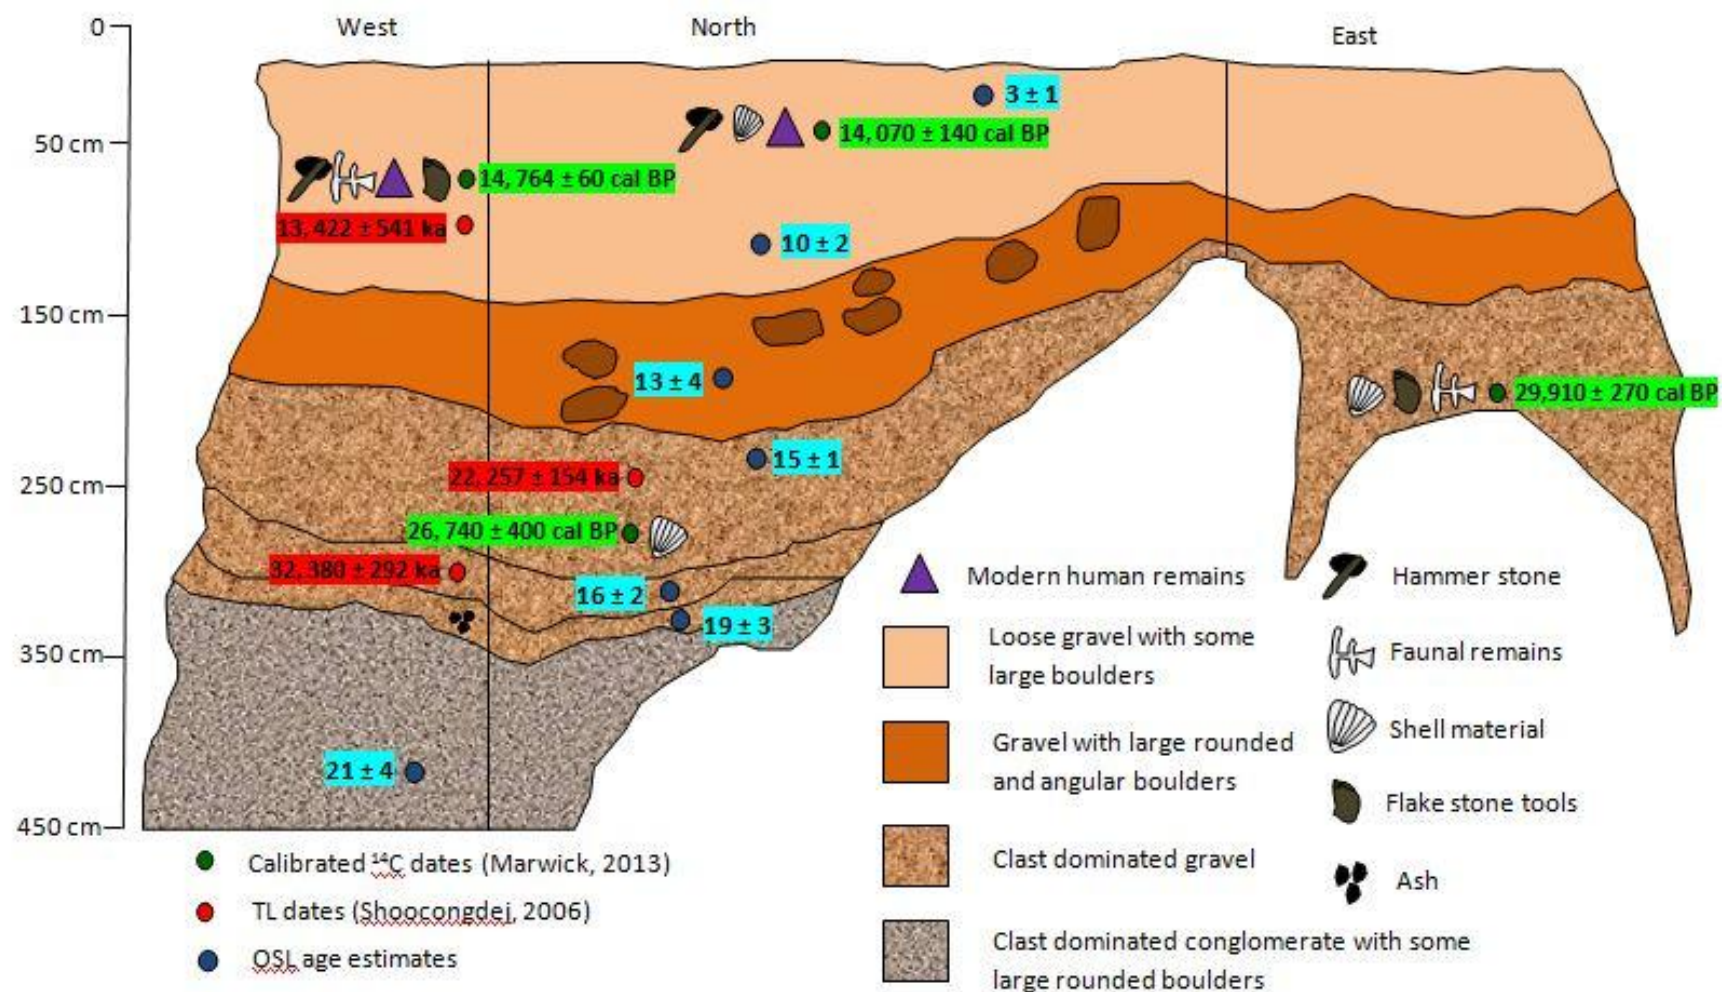 0
West
North
East
3 ± 1
50 cm
14, 070 ± 140 cal BP
14, 764 ± 60 cal BP
13, 422 ± 541 ka
10 ± 2
150 cm
13 ± 4
29,910 ± 270 cal BP
15 ± 1
22, 257 ± 154 ka
250 cm
26, 740 ± 400 cal BP
32, 380 ± 292 ka
16 ± 2
19 ± 3
350 cm
21 ± 4
450 cm
Calibrated ¹⁴C dates (Marwick, 2013)
TL dates (Shoocongdej, 2006)
OSL age estimates
Modern human remains
Loose gravel with some
large boulders
Gravel with large rounded
and angular boulders
Clast dominated gravel
Clast dominated conglomerate with some
large rounded boulders
Hammer stone
Faunal remains
Shell material
Flake stone tools
Ash